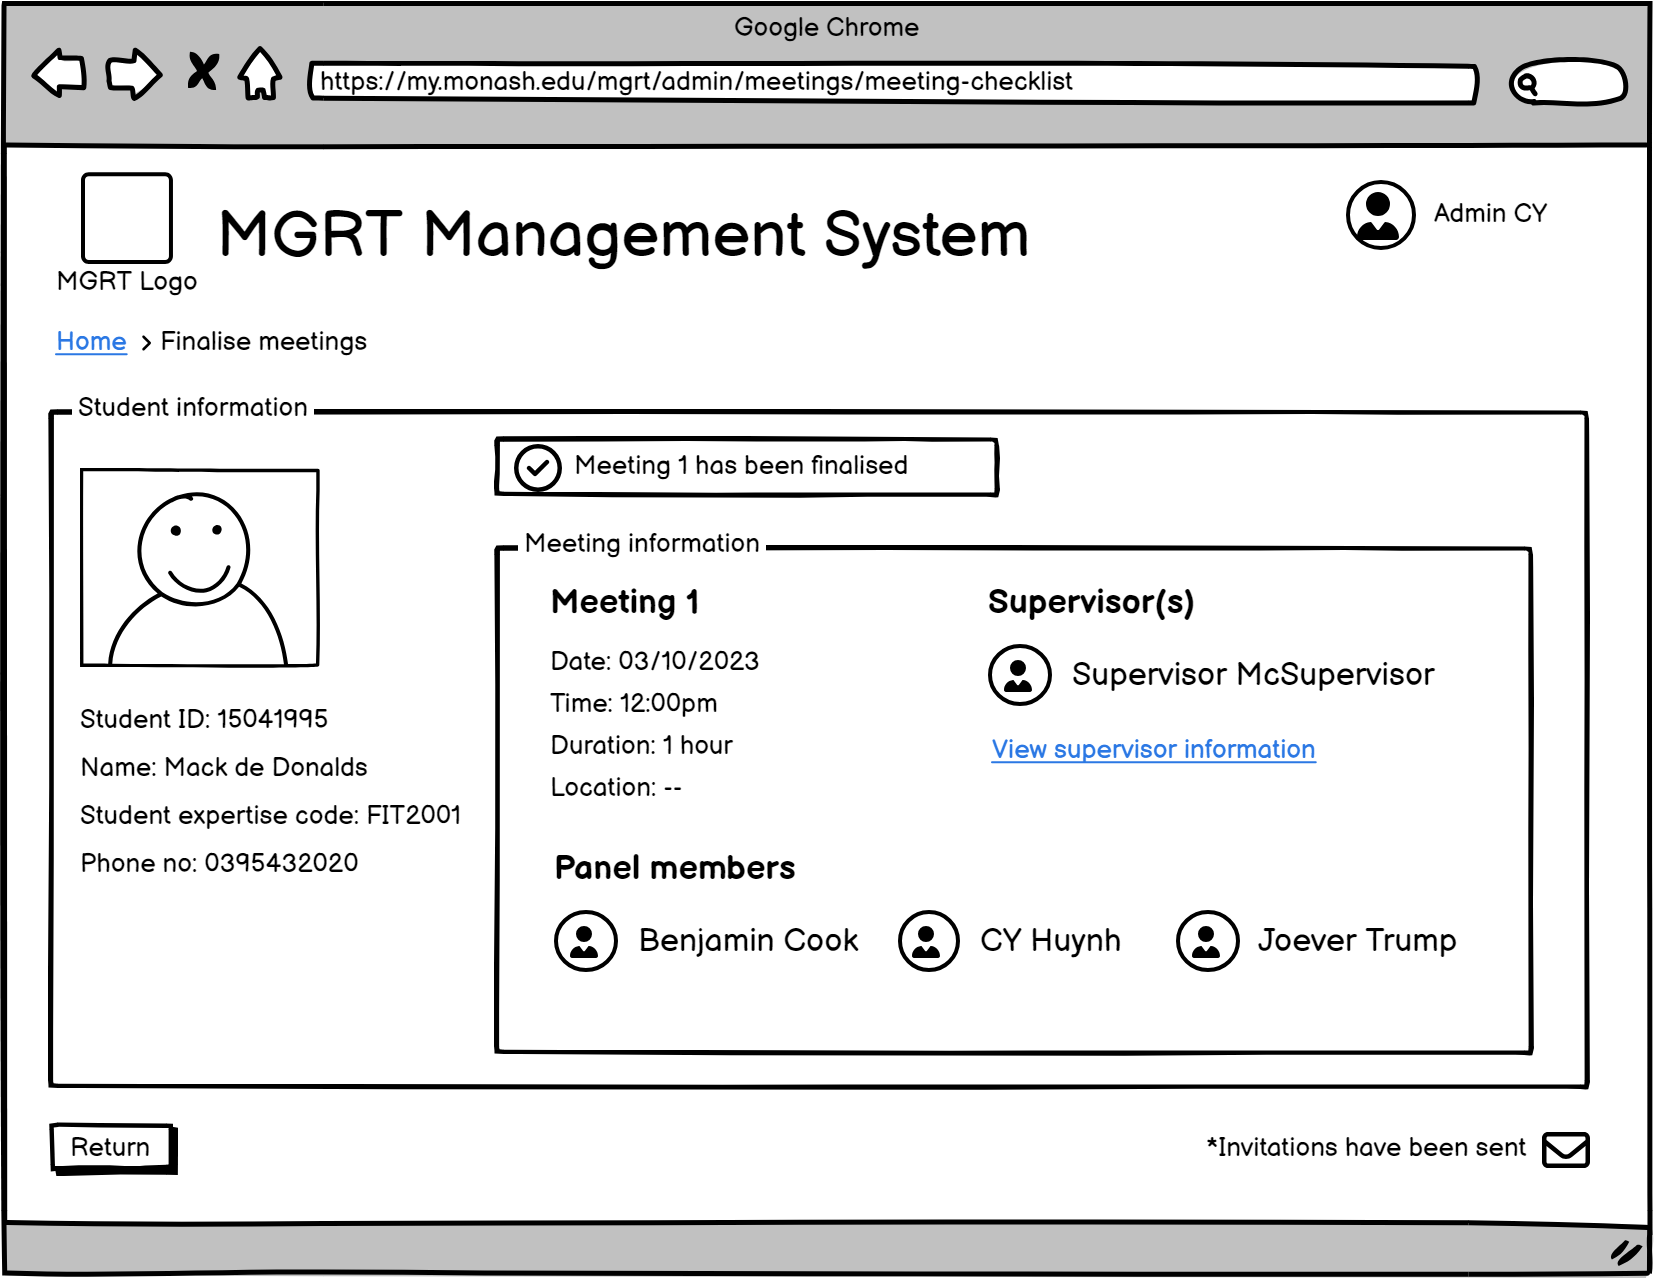 Google Chrome
https://my.monash.edu/mgrt/admin/meetings/meeting-checklist
MGRT Logo
MGRT Management System
Admin CY
Home > Finalise meetings
Student information
Meeting 1 has been finalised
Student ID: 15041995
Name: Mack de Donalds
Student expertise code: FIT2001
Phone no: 0395432020
Meeting information
Meeting 1
Date: 03/10/2023
Time: 12:00pm
Duration: 1 hour
Location: --
Supervisor(s)
Supervisor McSupervisor
View supervisor information
Panel members
Benjamin Cook
CY Huynh
Joever Trump
Return
*Invitations have been sent